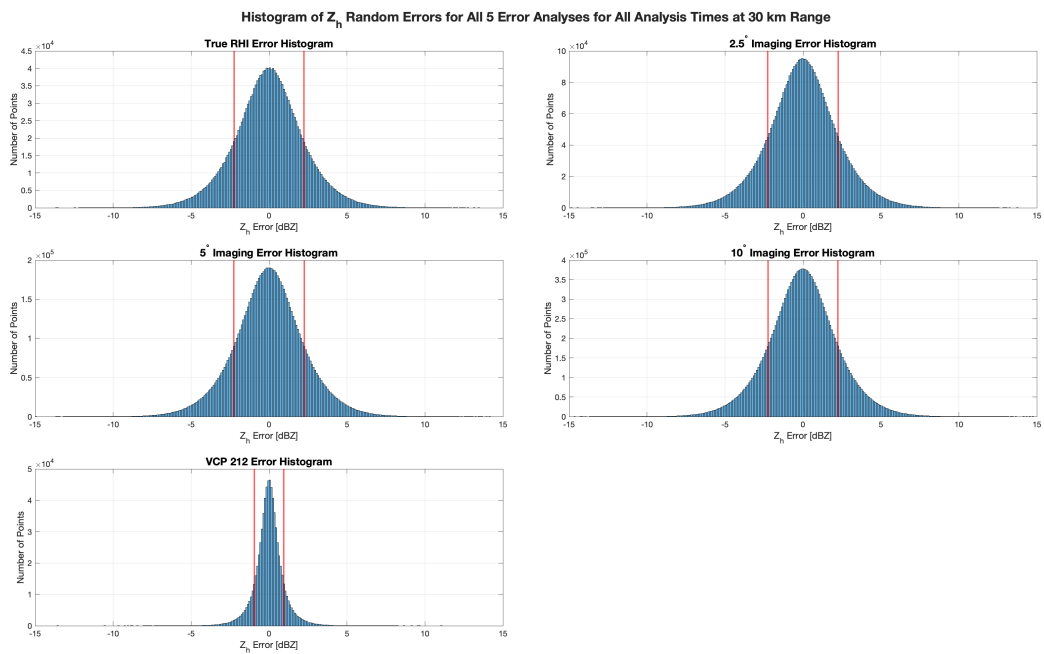 Histogram of Z_h Random Errors for All 5 Error Analyses for All Analysis Times at 30 km Range
True RHI Error Histogram
×10^4
4.5
4
3.5
3
2.5
2
1.5
1
0.5
0
Number of Points
-15 -10 -5 0 5 10 15
Z_h Error [dBZ]
2.5° Imaging Error Histogram
×10^4
10
8
6
4
2
0
Number of Points
-15 -10 -5 0 5 10 15
Z_h Error [dBZ]
5° Imaging Error Histogram
×10^5
2
1.5
1
0.5
0
Number of Points
-15 -10 -5 0 5 10 15
Z_h Error [dBZ]
10° Imaging Error Histogram
×10^5
4
3.5
3
2.5
2
1.5
1
0.5
0
Number of Points
-15 -10 -5 0 5 10 15
Z_h Error [dBZ]
VCP 212 Error Histogram
×10^4
5
4
3
2
1
0
Number of Points
-15 -10 -5 0 5 10 15
Z_h Error [dBZ]